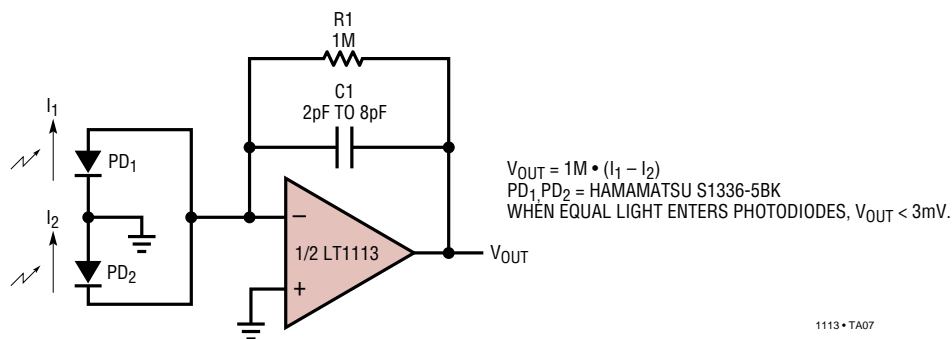 R1
1M
C1
2pF TO 8pF
I1
PD1
I2
PD2
–
+
1/2 LT1113
VOUT
VOUT = 1M • (I1 – I2)
PD1,PD2 = HAMAMATSU S1336-5BK
WHEN EQUAL LIGHT ENTERS PHOTODIODES, VOUT < 3mV.
1113 • TA07